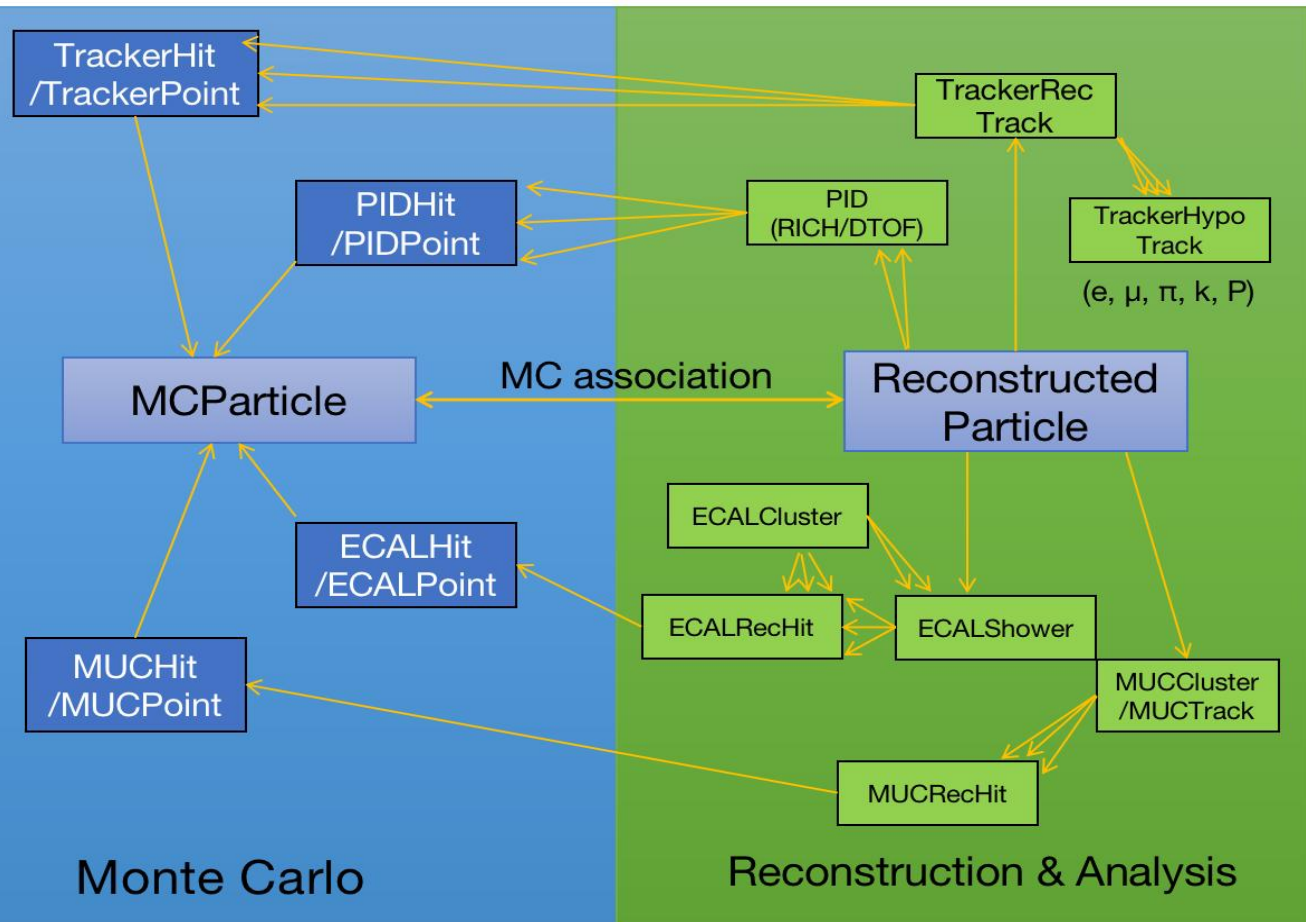 TrackerHit
/TrackerPoint
TrackerRec
Track
PIDHit
/PIDPoint
PID
(RICH/DTOF)
TrackerHypo
Track
(e, μ, π, k, P)
MCParticle
MC association
Reconstructed
Particle
ECALCluster
ECALHit
/ECALPoint
ECALRecHit
ECALShower
MUCHit
/MUCPoint
MUCCluster
/MUCTrack
MUCRecHit
Monte Carlo
Reconstruction & Analysis